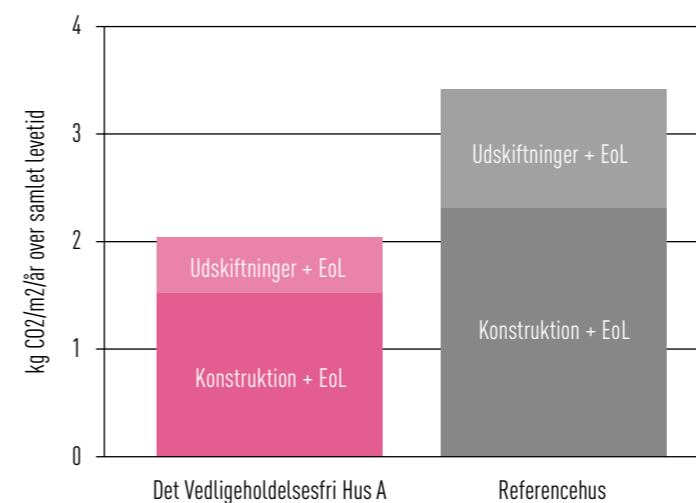 kg CO2/m2/år over samlet levetid
4
3
2
1
0
Udskiftninger + EoL
Konstruktion + EoL
Udskiftninger + EoL
Konstruktion + EoL
Det Vedligeholdelsesfri Hus A
Referencehus